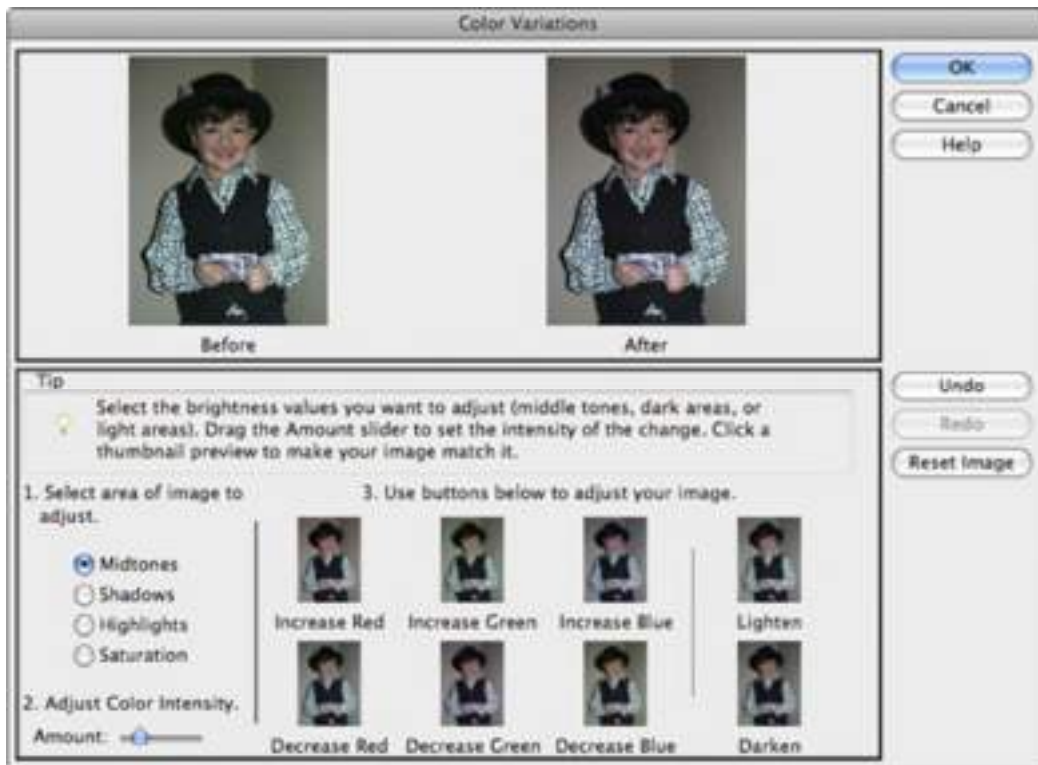 Color Variations
OK
Cancel
Help
Before
After
Tip
Select the brightness values you want to adjust (middle tones, dark areas, or
light areas). Drag the Amount slider to set the intensity of the change. Click a
thumbnail preview to make your image match it.
Undo
Redo
Reset Image
1. Select area of image to
adjust.
Midtones
Shadows
Highlights
Saturation
2. Adjust Color Intensity.
Amount:
3. Use buttons below to adjust your image.
Increase Red
Increase Green
Increase Blue
Lighten
Decrease Red
Decrease Green
Decrease Blue
Darken